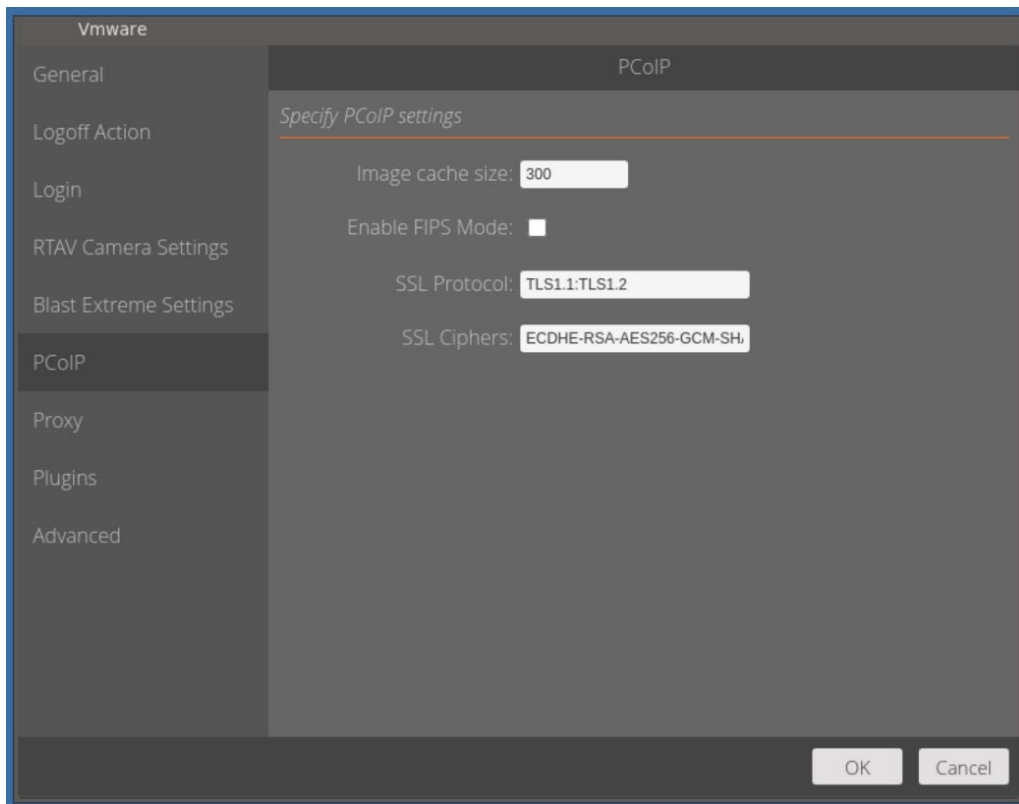 Vmware
General
Logoff Action
Login
RTAV Camera Settings
Blast Extreme Settings
PCoIP
Proxy
Plugins
Advanced
PCoIP
Specify PCoIP settings
Image cache size: 300
Enable FIPS Mode:
SSL Protocol: TLS1.1:TLS1.2
SSL Ciphers: ECDHE-RSA-AES256-GCM-SH
OK Cancel